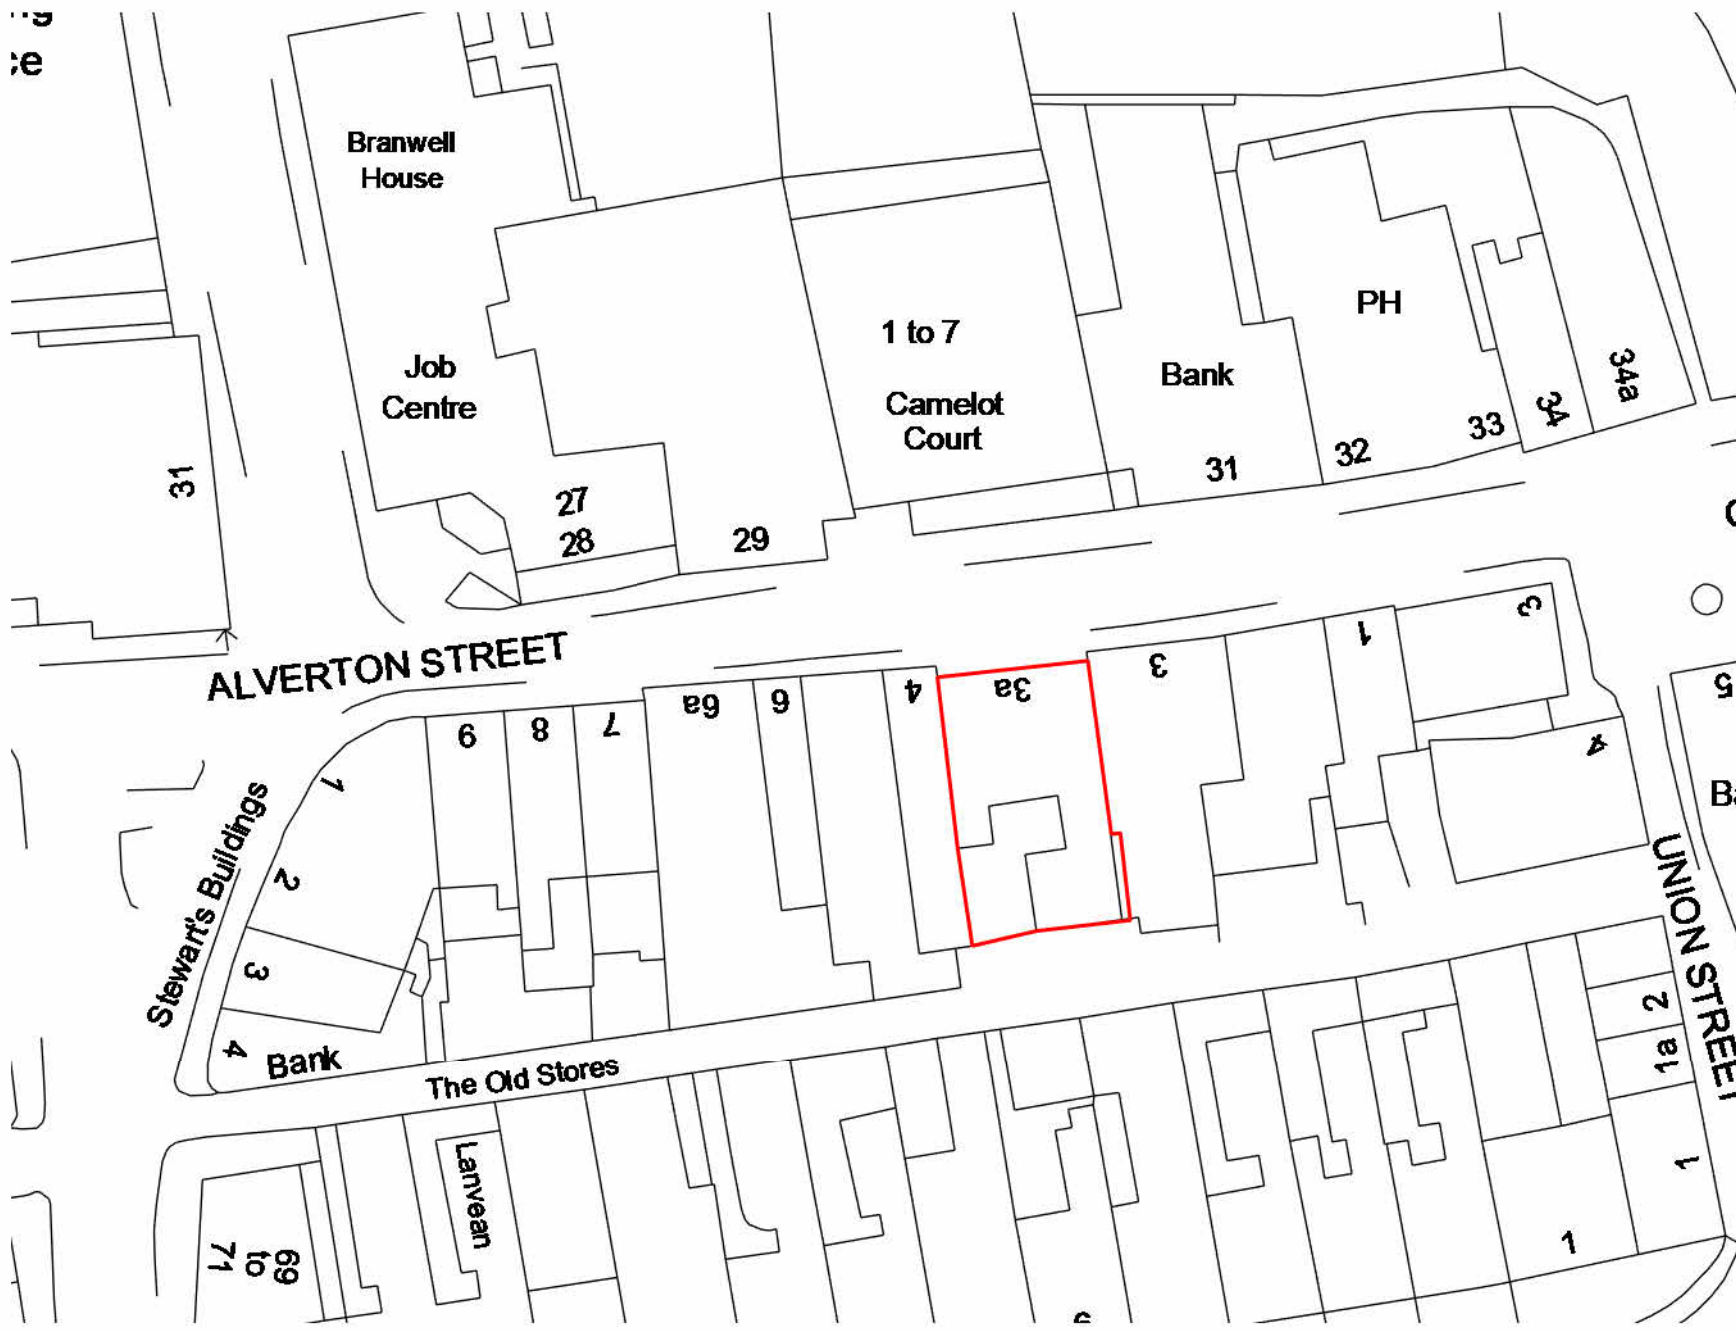 Branwell
House
Job
Centre
1 to 7
Camelot
Court
Bank
PH
34a
34
33
32
31
31
27
28
29
ALVERTON STREET
9
8
7
6a
6
4
3a
3
1
3
4
5
1
2
3
4
Stewart's Buildings
Bank
The Old Stores
UNION STREET
2
1a
1
1
Lanvean
69
to
71